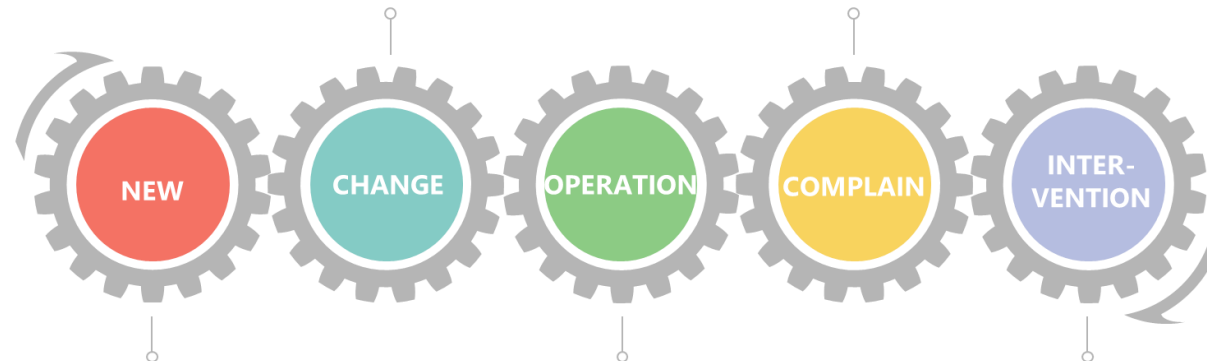 NEW
CHANGE
OPERATION
COMPLAIN
INTER-
VENTION